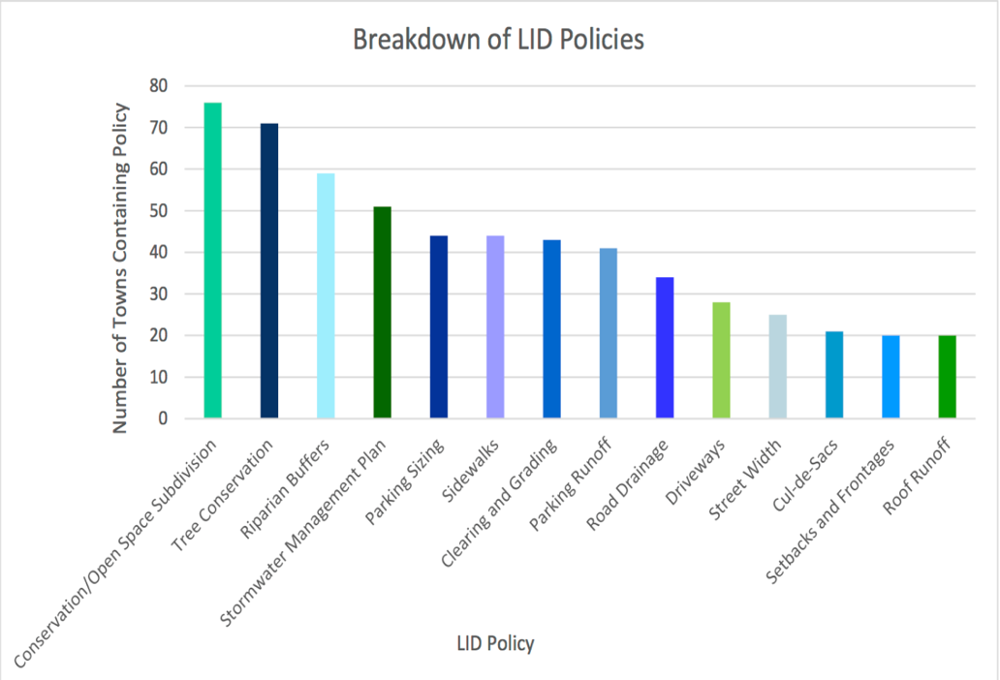 Breakdown of LID Policies
Number of Towns Containing Policy
80
70
60
50
40
30
20
10
0
Conservation/Open Space Subdivision
Tree Conservation
Riparian Buffers
Stormwater Management Plan
Parking Sizing
Sidewalks
Clearing and Grading
Parking Runoff
Road Drainage
Driveways
Street Width
Cul-de-Sacs
Setbacks and Frontages
Roof Runoff
LID Policy